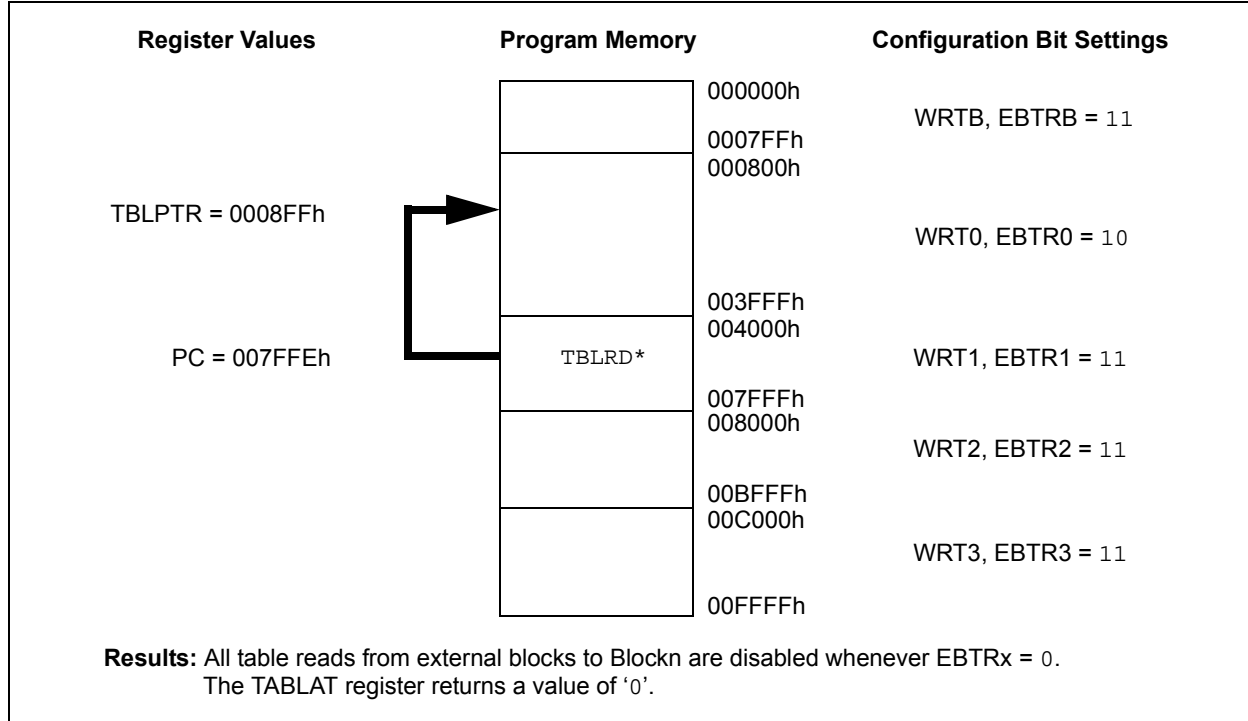 Register Values Program Memory Configuration Bit Settings
000000h
WRTB, EBTRB = 11
0007FFh
000800h
TBLPTR = 0008FFh
WRT0, EBTR0 = 10
003FFFh
004000h
PC = 007FFEh TBLRD* WRT1, EBTR1 = 11
007FFFh
008000h
WRT2, EBTR2 = 11
00BFFFh
00C000h
WRT3, EBTR3 = 11
00FFFFh
Results: All table reads from external blocks to Blockn are disabled whenever EBTRx = 0.
The TABLAT register returns a value of ‘0’.